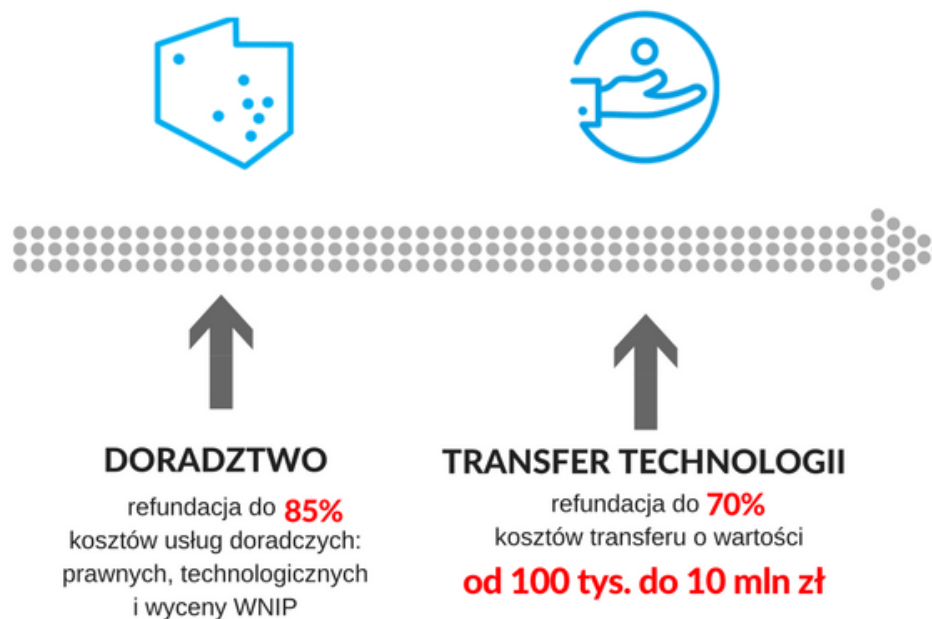 DORADZTWO
refundacja do 85%
kosztów usług doradczych:
prawnych, technologicznych
i wyceny WNIP
TRANSFER TECHNOLOGII
refundacja do 70%
kosztów transferu o wartości
od 100 tys. do 10 mln zł